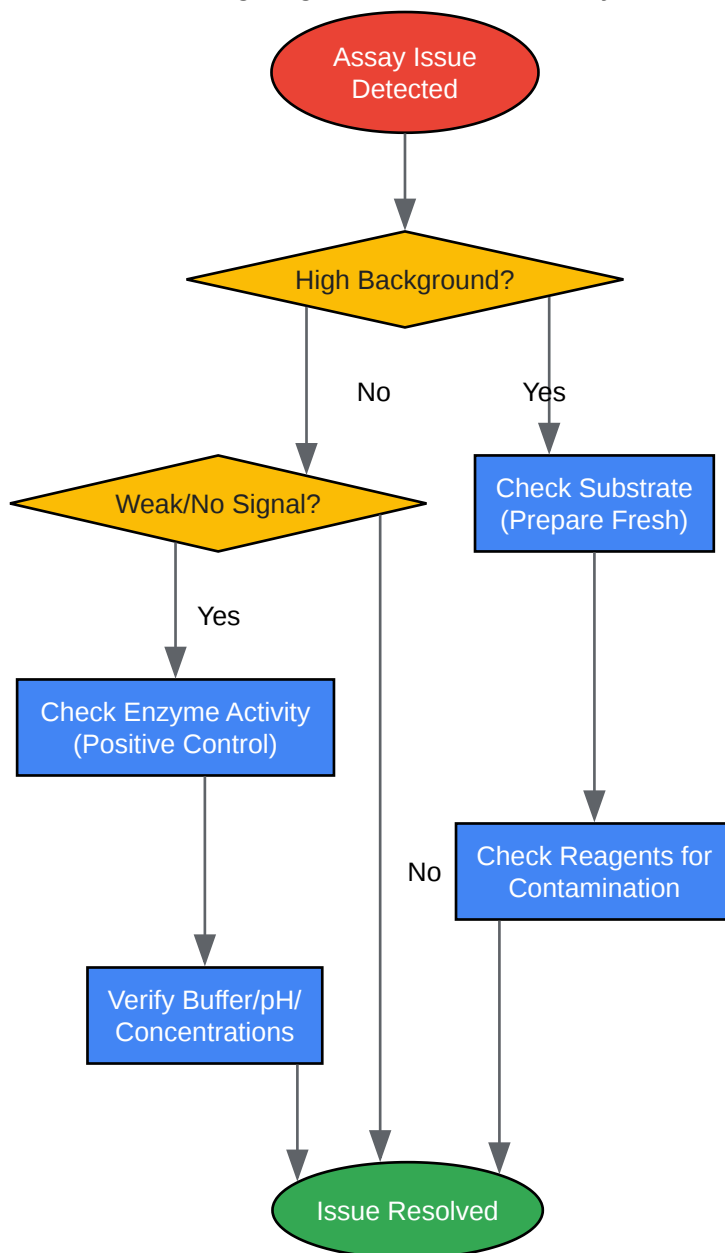 Assay Issue
Detected
High Background?
No
Yes
Weak/No Signal?
Check Substrate
(Prepare Fresh)
Yes
Check Enzyme Activity
(Positive Control)
No
Check Reagents for
Contamination
Verify Buffer/pH/
Concentrations
Issue Resolved